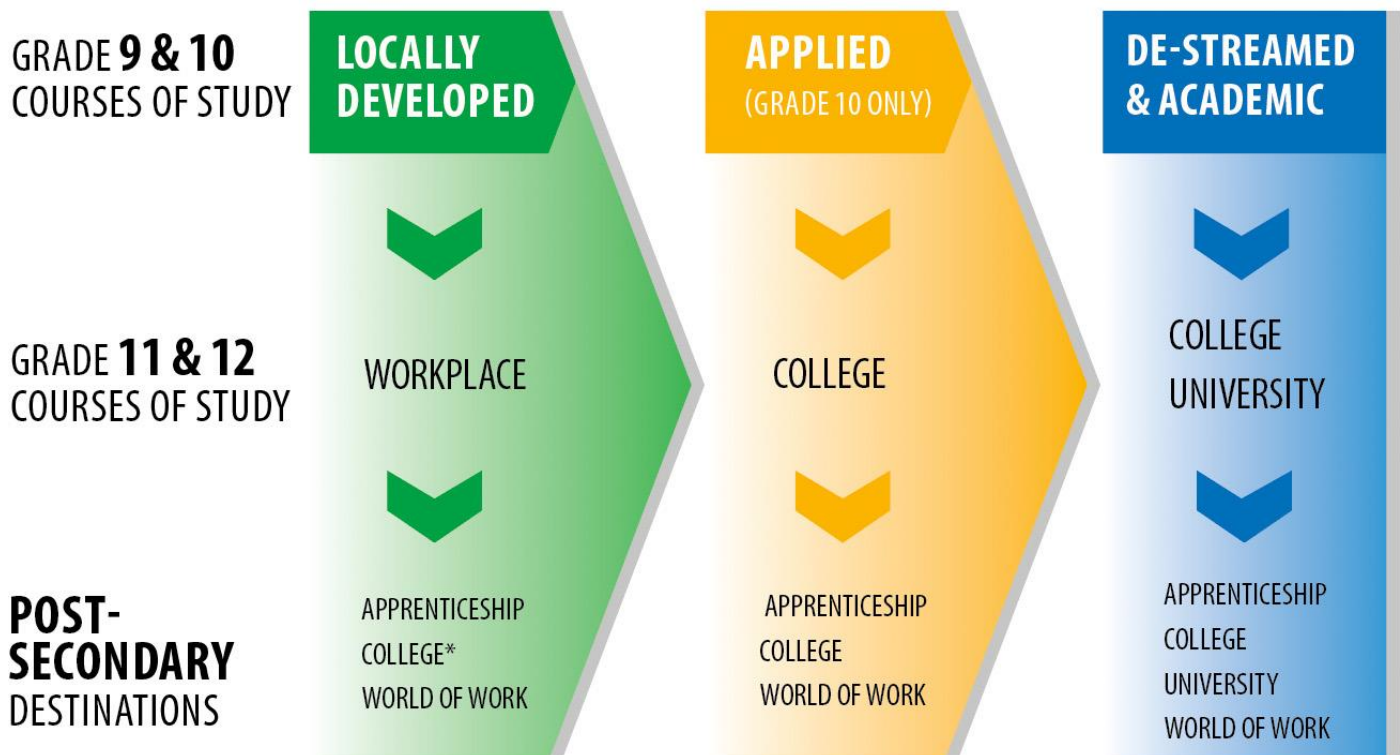 GRADE 9 & 10
COURSES OF STUDY
LOCALLY
DEVELOPED
APPLIED
(GRADE 10 ONLY)
DE-STREAMED
& ACADEMIC
GRADE 11 & 12
COURSES OF STUDY
WORKPLACE
COLLEGE
COLLEGE
UNIVERSITY
POST-
SECONDARY
DESTINATIONS
APPRENTICESHIP
COLLEGE*
WORLD OF WORK
APPRENTICESHIP
COLLEGE
WORLD OF WORK
APPRENTICESHIP
COLLEGE
UNIVERSITY
WORLD OF WORK